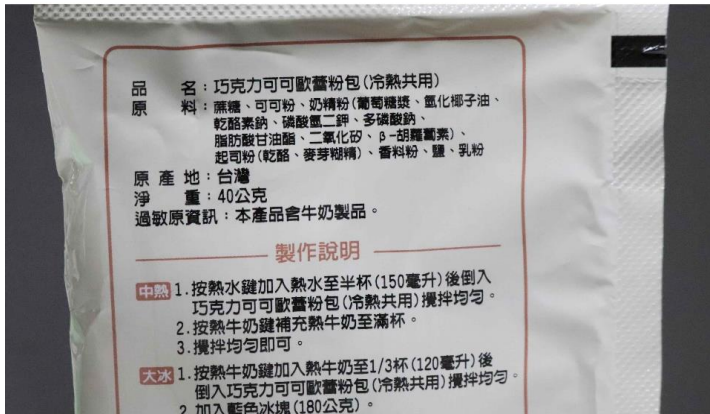 品　　名：巧克力可可歐蕾粉包(冷熱共用)
原　　料：蔗糖、可可粉、奶精粉(葡萄糖漿、氫化椰子油、
乾酪素鈉、磷酸氫二鉀、多磷酸鈉、
脂肪酸甘油酯、二氧化矽、β-胡蘿蔔素)、
起司粉(乾酪、麥芽糊精)、香料粉、鹽、乳粉
原 產 地：台灣
淨　　重：40公克
過敏原資訊：本產品含牛奶製品。
製作說明
中熱 1.按熱水鍵加入熱水至半杯(150毫升)後倒入
巧克力可可歐蕾粉包(冷熱共用)攪拌均勻。
2.按熱牛奶鍵補充熱牛奶至滿杯。
3.攪拌均勻即可。
大冰 1.按熱牛奶鍵加入熱牛奶至1/3杯(120毫升)後
倒入巧克力可可歐蕾粉包(冷熱共用)攪拌均勻。
2.加入藍色冰塊(180公克)。